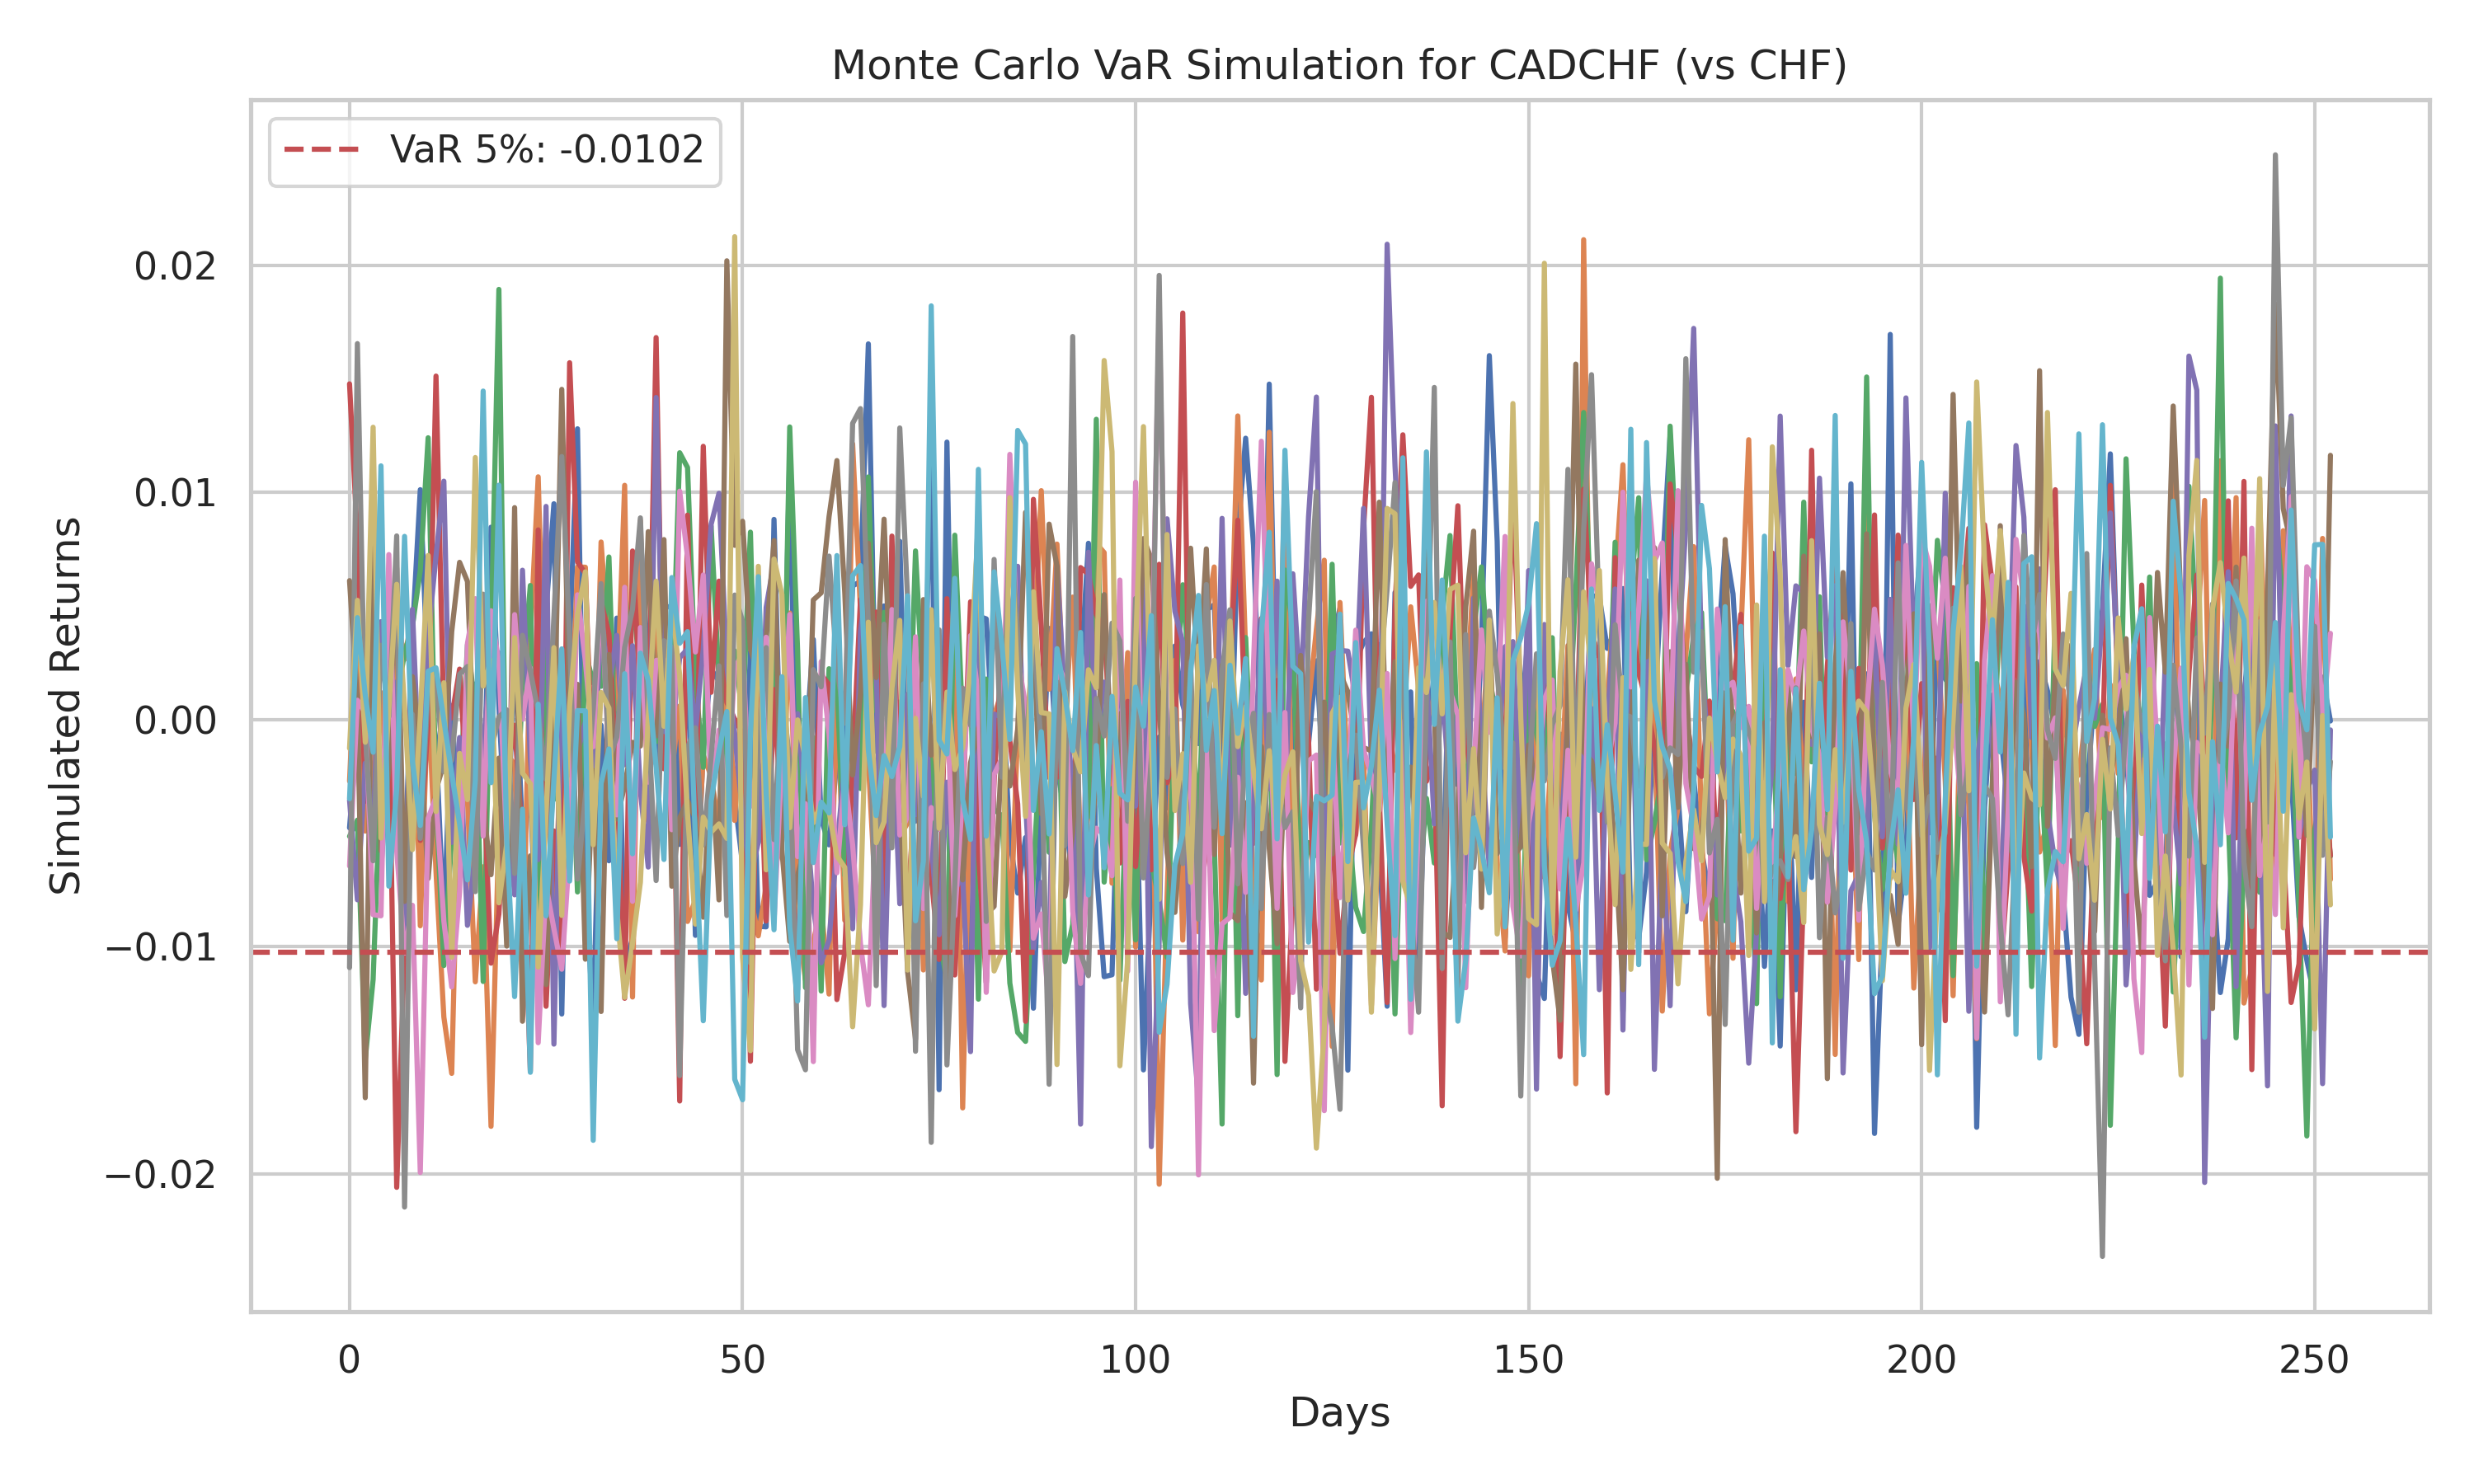 Monte Carlo VaR Simulation for CADCHF (vs CHF)
VaR 5%: -0.0102
Simulated Returns
0.02
0.01
0.00
−0.01
−0.02
0 50 100 150 200 250
Days